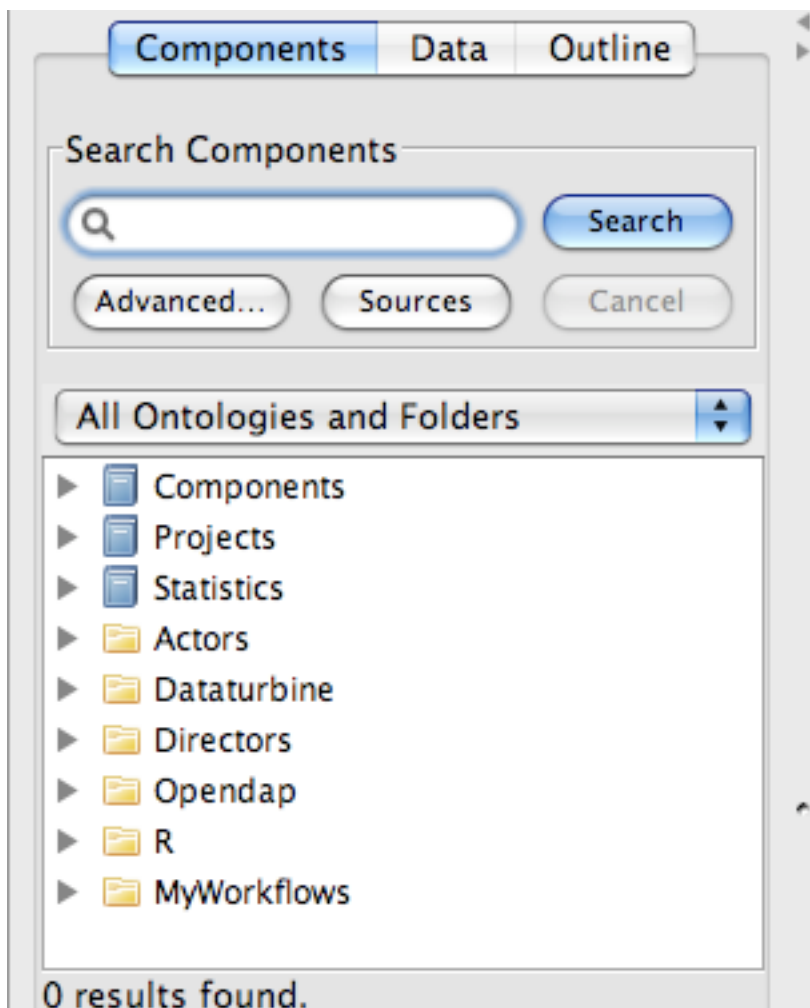 Components Data Outline
Search Components
Search
Advanced... Sources Cancel
All Ontologies and Folders
Components
Projects
Statistics
Actors
Dataturbine
Directors
Opendap
R
MyWorkflows
0 results found.